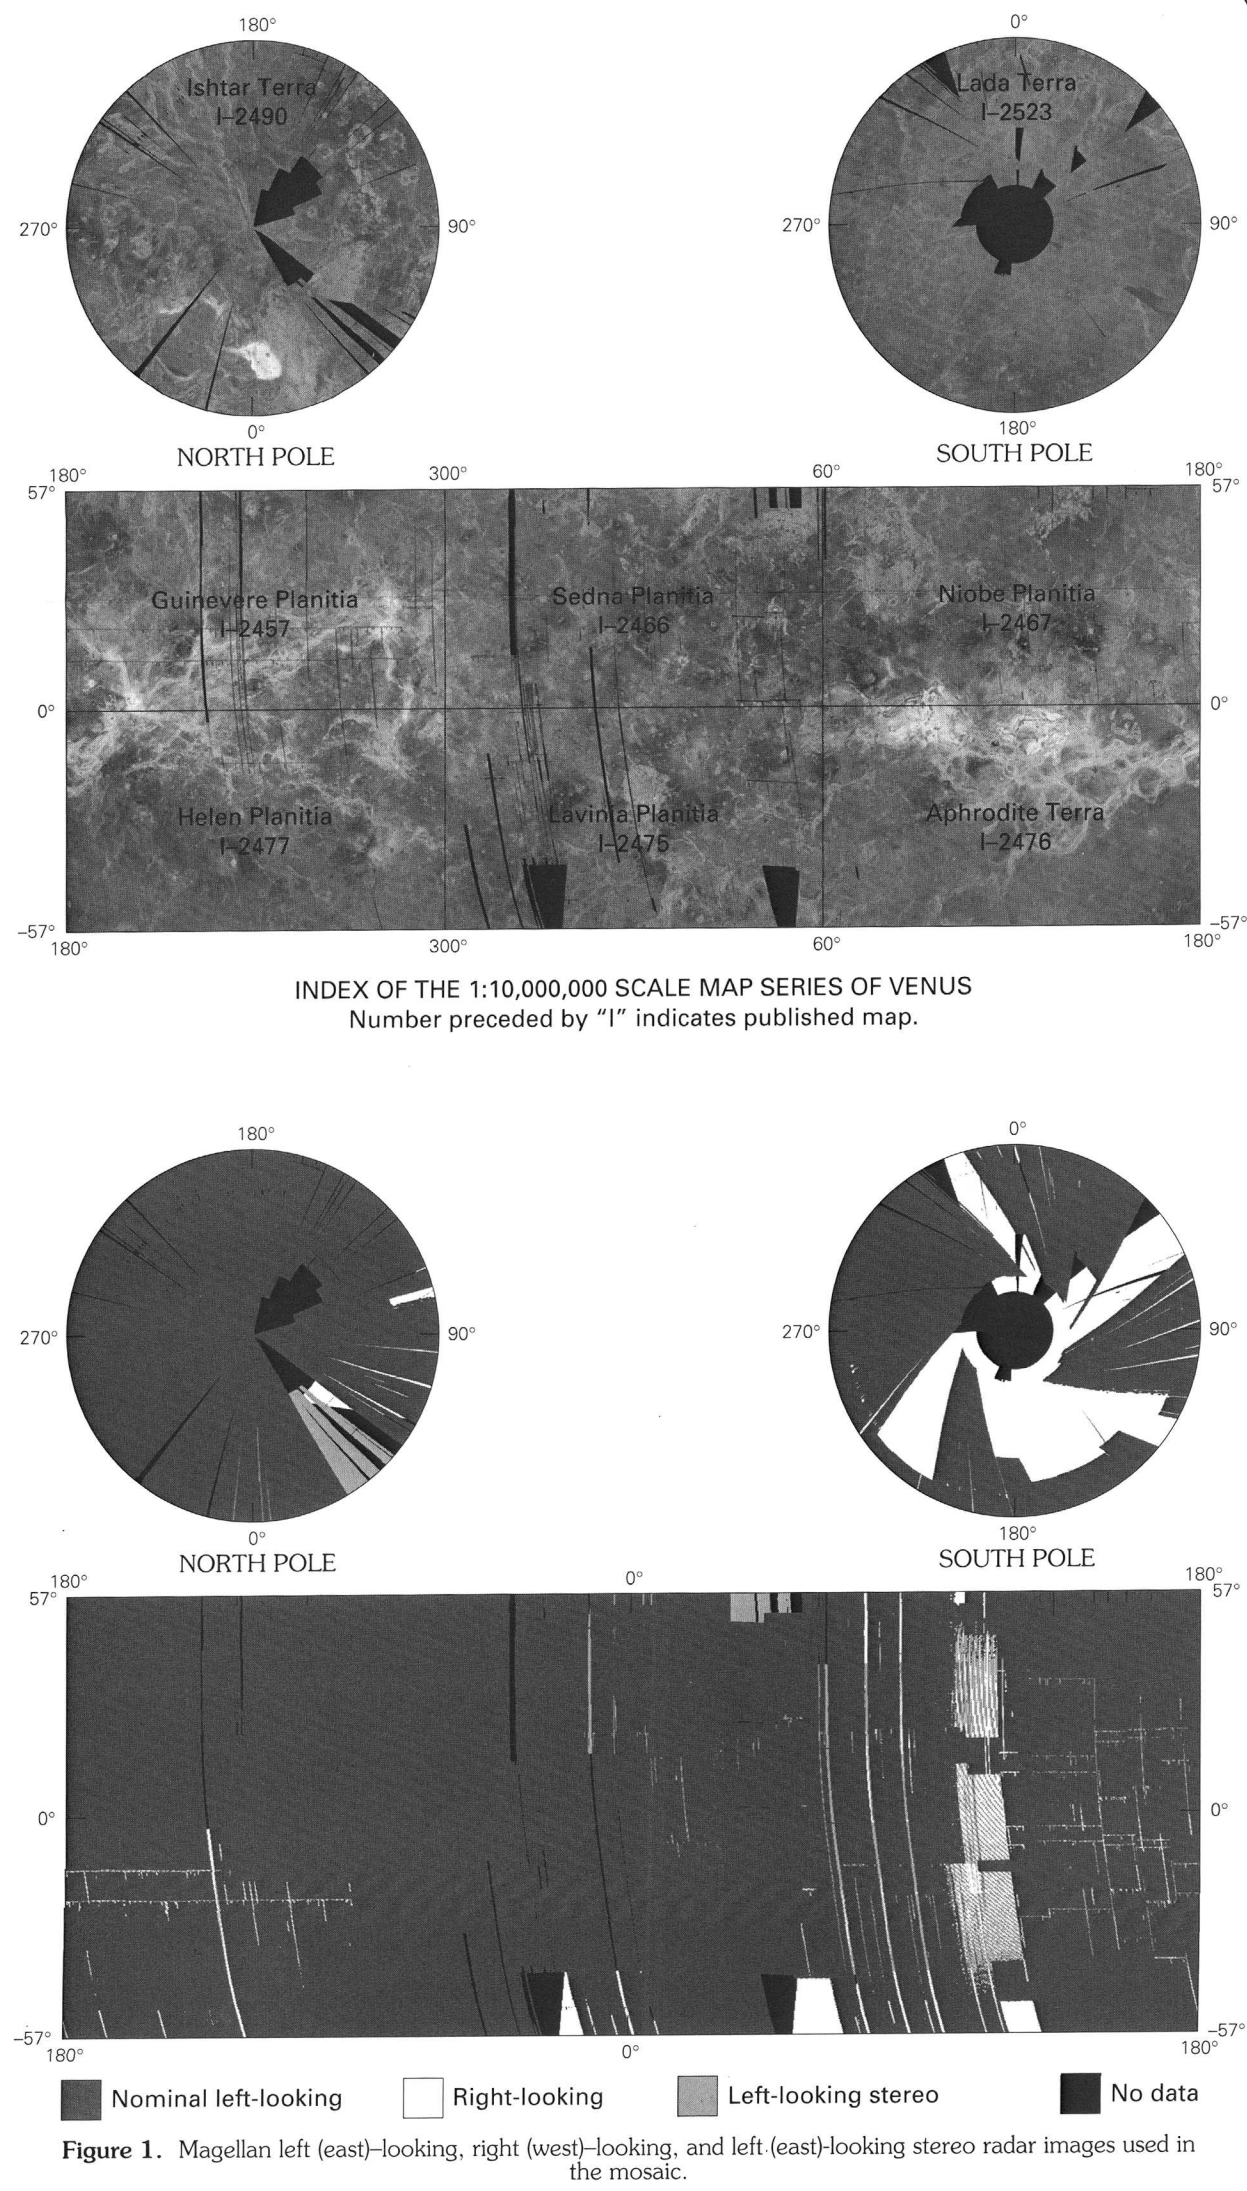 180°
Ishtar Terra
I–2490
270°
90°
0°
NORTH POLE
0°
Lada Terra
I–2523
270°
90°
180°
SOUTH POLE
180°
300°
60°
180°
57°
57°
Guinevere Planitia
I–2457
Sedna Planitia
I–2466
Niobe Planitia
I–2467
0°
0°
Helen Planitia
I–2477
Lavinia Planitia
I–2475
Aphrodite Terra
I–2476
–57°
–57°
180°
300°
60°
180°
INDEX OF THE 1:10,000,000 SCALE MAP SERIES OF VENUS
Number preceded by “I” indicates published map.
180°
270°
90°
0°
NORTH POLE
0°
270°
90°
180°
SOUTH POLE
180°
0°
180°
57°
57°
0°
0°
–57°
–57°
180°
0°
180°
Nominal left-looking
Right-looking
Left-looking stereo
No data
Figure 1. Magellan left (east)–looking, right (west)–looking, and left (east)-looking stereo radar images used in
the mosaic.